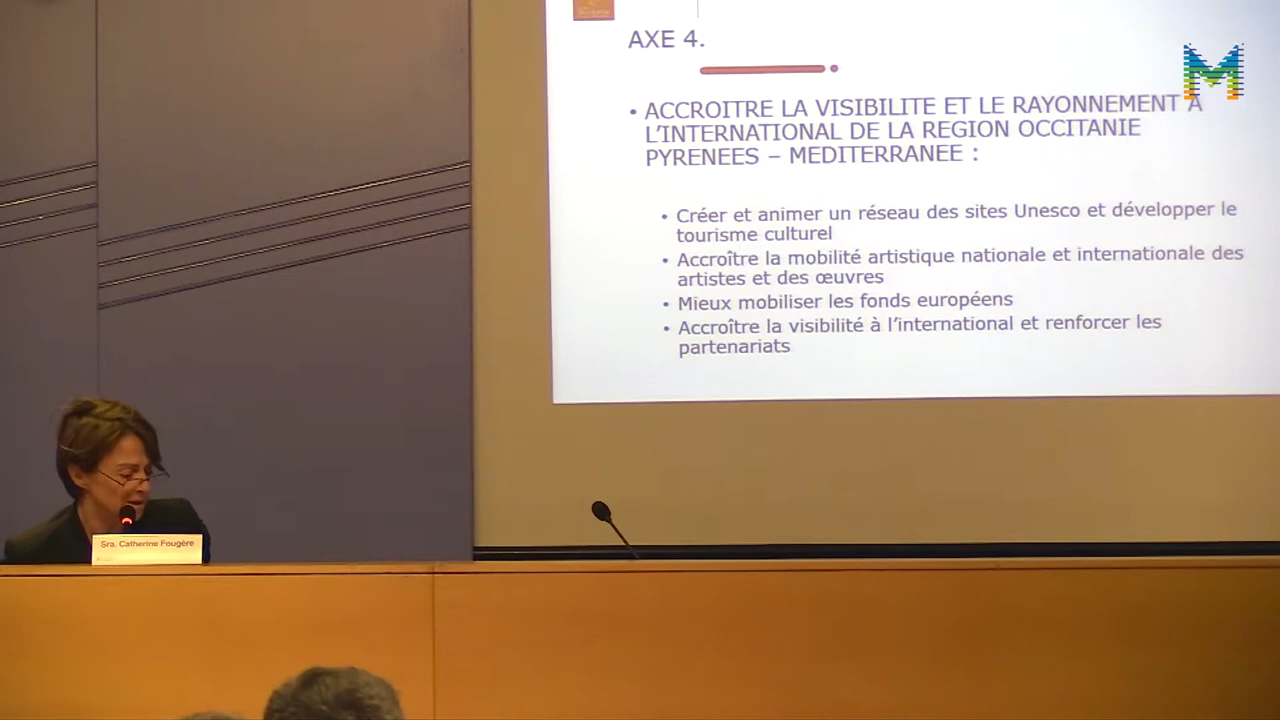 AXE 4.
• ACCROITRE LA VISIBILITE ET LE RAYONNEMENT A
L'INTERNATIONAL DE LA REGION OCCITANIE
PYRENEES – MEDITERRANEE :
• Créer et animer un réseau des sites Unesco et développer le
tourisme culturel
• Accroître la mobilité artistique nationale et internationale des
artistes et des œuvres
• Mieux mobiliser les fonds européens
• Accroître la visibilité à l'international et renforcer les
partenariats
M
Sra. Catherine Fougère